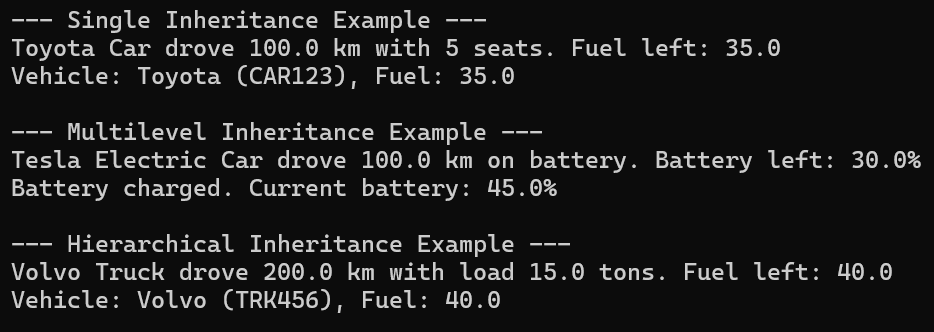 --- Single Inheritance Example ---
Toyota Car drove 100.0 km with 5 seats. Fuel left: 35.0
Vehicle: Toyota (CAR123), Fuel: 35.0
--- Multilevel Inheritance Example ---
Tesla Electric Car drove 100.0 km on battery. Battery left: 30.0%
Battery charged. Current battery: 45.0%
--- Hierarchical Inheritance Example ---
Volvo Truck drove 200.0 km with load 15.0 tons. Fuel left: 40.0
Vehicle: Volvo (TRK456), Fuel: 40.0